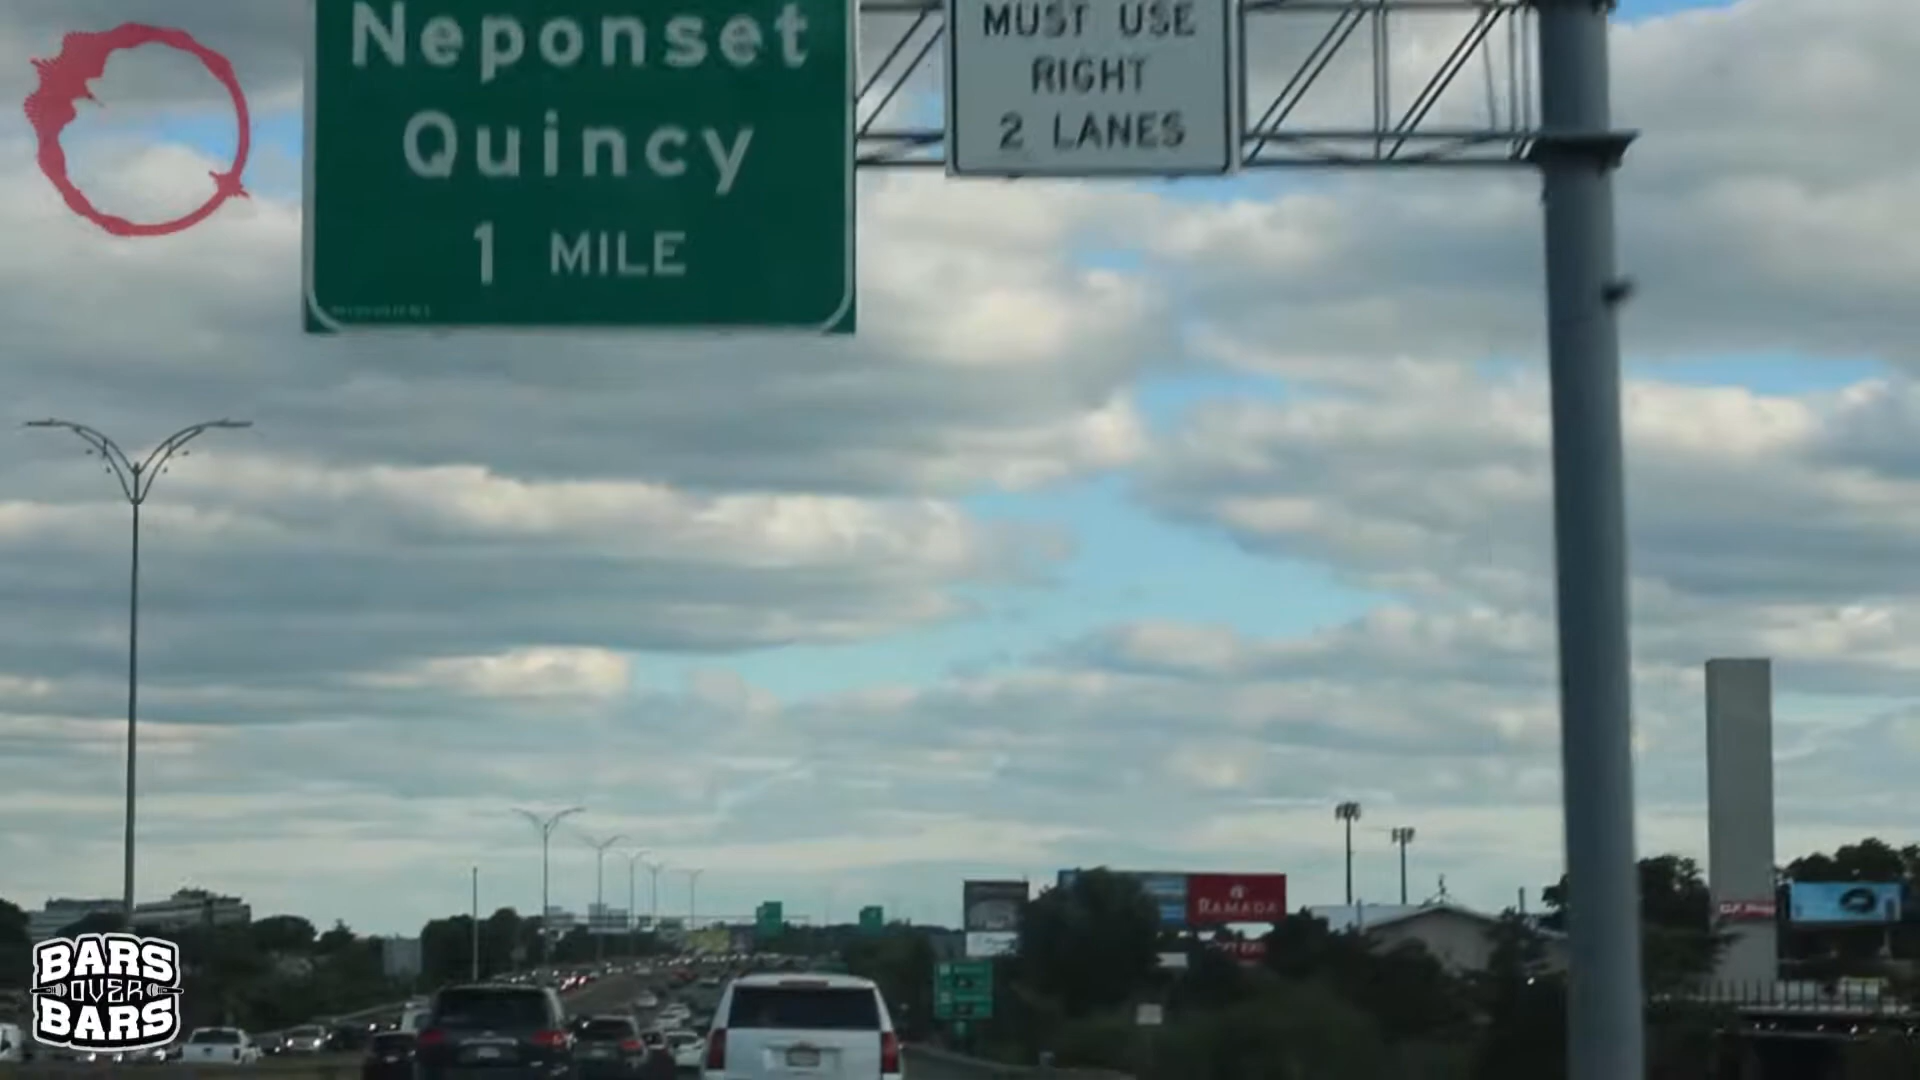 Neponset
Quincy
1 MILE
MUST USE
RIGHT
2 LANES
RAMADA
BARS
OVER
BARS